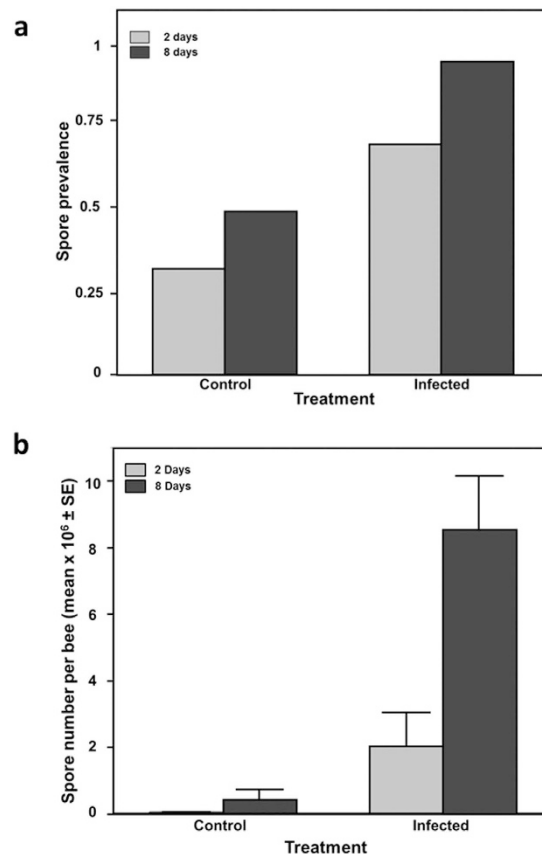 a
2 days
8 days
1
0.75
0.5
0.25
0
Spore prevalence
Control
Infected
Treatment
b
2 Days
8 Days
10
8
6
4
2
0
Spore number per bee (mean x 10⁶ ± SE)
Control
Infected
Treatment